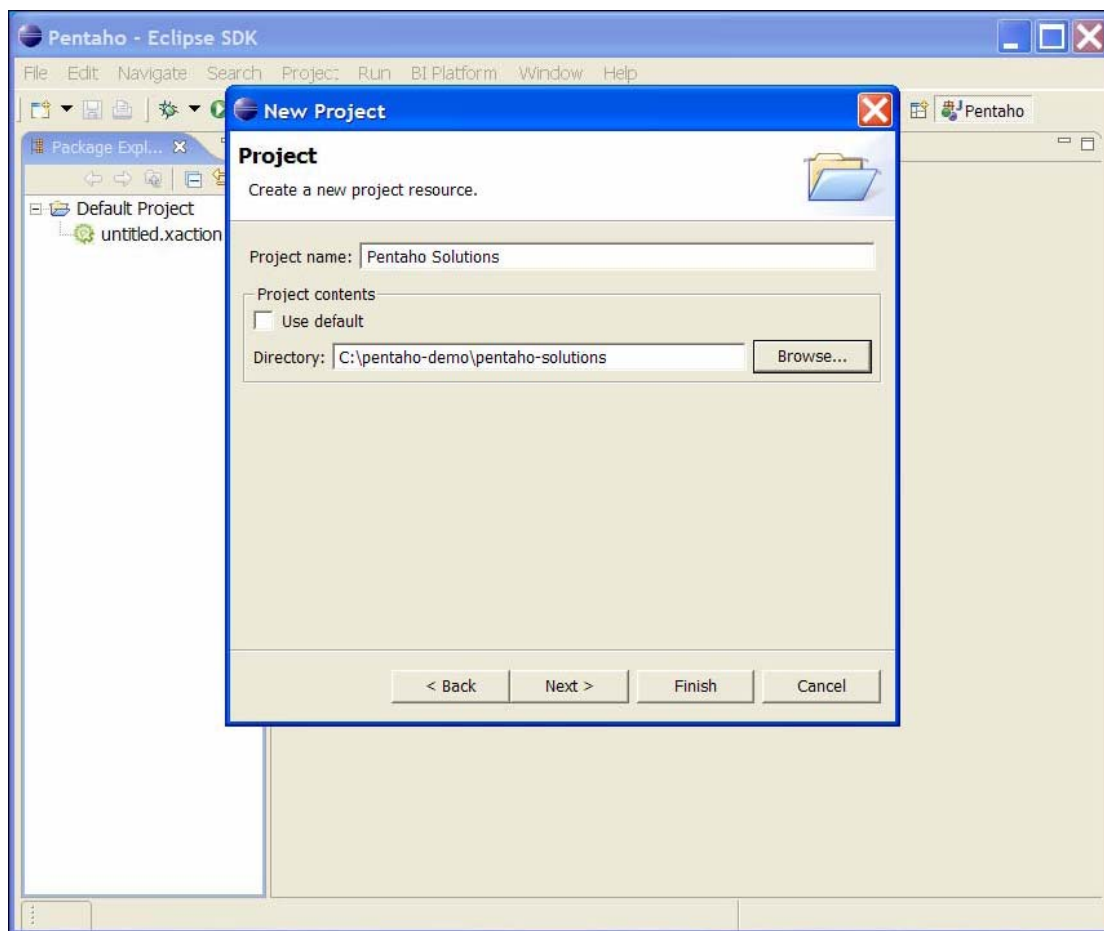 Pentaho - Eclipse SDK
File Edit Navigate Search Project Run BI Platform Window Help
New Project
Pentaho
Package Expl...
Project
Create a new project resource.
Default Project
untitled.xaction
Project name: Pentaho Solutions
Project contents
Use default
Directory: C:\pentaho-demo\pentaho-solutions Browse...
< Back Next > Finish Cancel